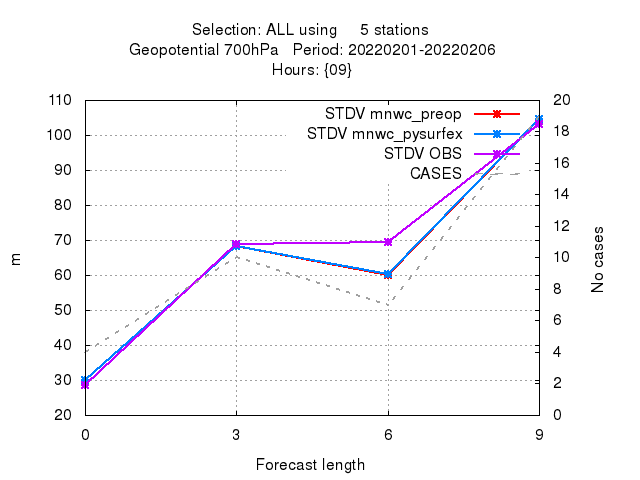 Selection: ALL using     5 stations
Geopotential 700hPa   Period: 20220201-20220206
Hours: {09}
110
100
90
80
70
60
50
40
30
20
m
STDV mnwc_preop
STDV mnwc_pysurfex
STDV OBS
CASES
20
18
16
14
12
10
8
6
4
2
0
No cases
0 3 6 9
Forecast length